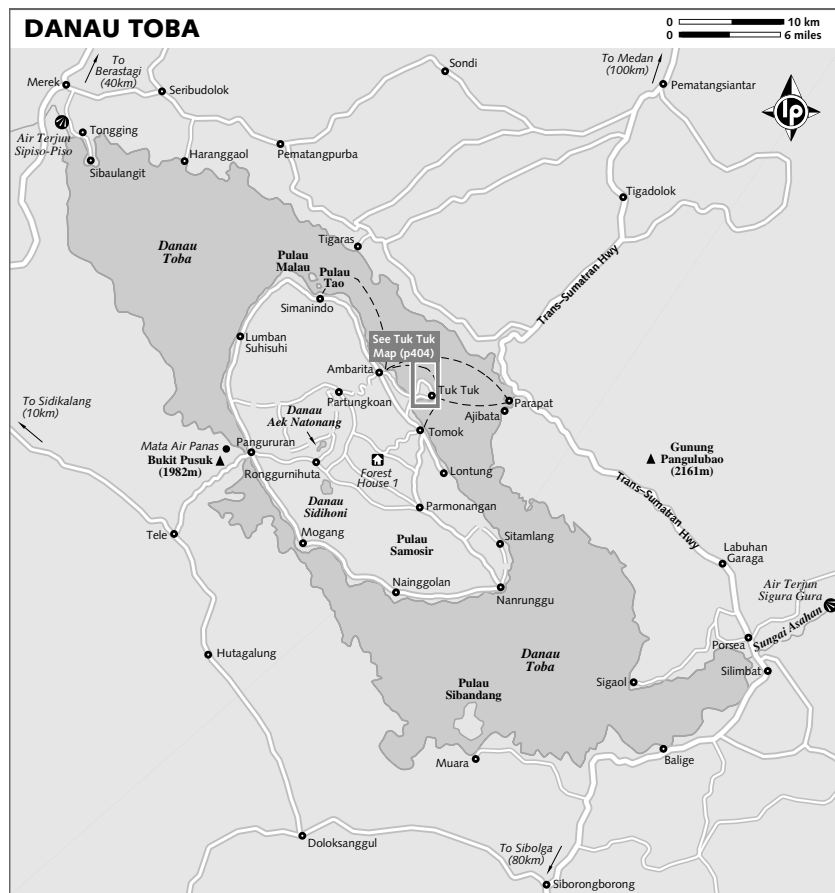 DANAU TOBA
0 10 km
0 6 miles
To
Berastagi
(40km)
Merek
Seribudolok
Sondi
To Medan
(100km)
Pematangsiantar
lp
Tongging
Air Terjun
Sipiso-Piso
Haranggaol
Pematangpurba
Sibaulangit
Tigadolok
Danau
Toba
Tigaras
Pulau
Malau
Pulau
Tao
Simanindo
Trans–Sumatran Hwy
Lumban
Suhisuhi
See Tuk Tuk
Map (p404)
Ambarita
Tuk Tuk
To Sidikalang
(10km)
Partungkoan
Parapat
Ajibata
Danau
Aek Natonang
Tomok
Mata Air Panas
Pangururan
Bukit Pusuk
(1982m)
Ronggurnihuta
Forest
House 1
Lontung
Gunung
Pangulubao
(2161m)
Trans–Sumatran Hwy
Danau
Sidihoni
Parmonangan
Tele
Mogang
Pulau
Samosir
Sitamlang
Labuhan
Garaga
Nainggolan
Nanrunggu
Air Terjun
Sigura Gura
Sungai Asahan
Porsea
Hutagalung
Danau
Toba
Silimbat
Sigaol
Pulau
Sibandang
Muara
Balige
Doloksanggul
To Sibolga
(80km)
Siborongborong